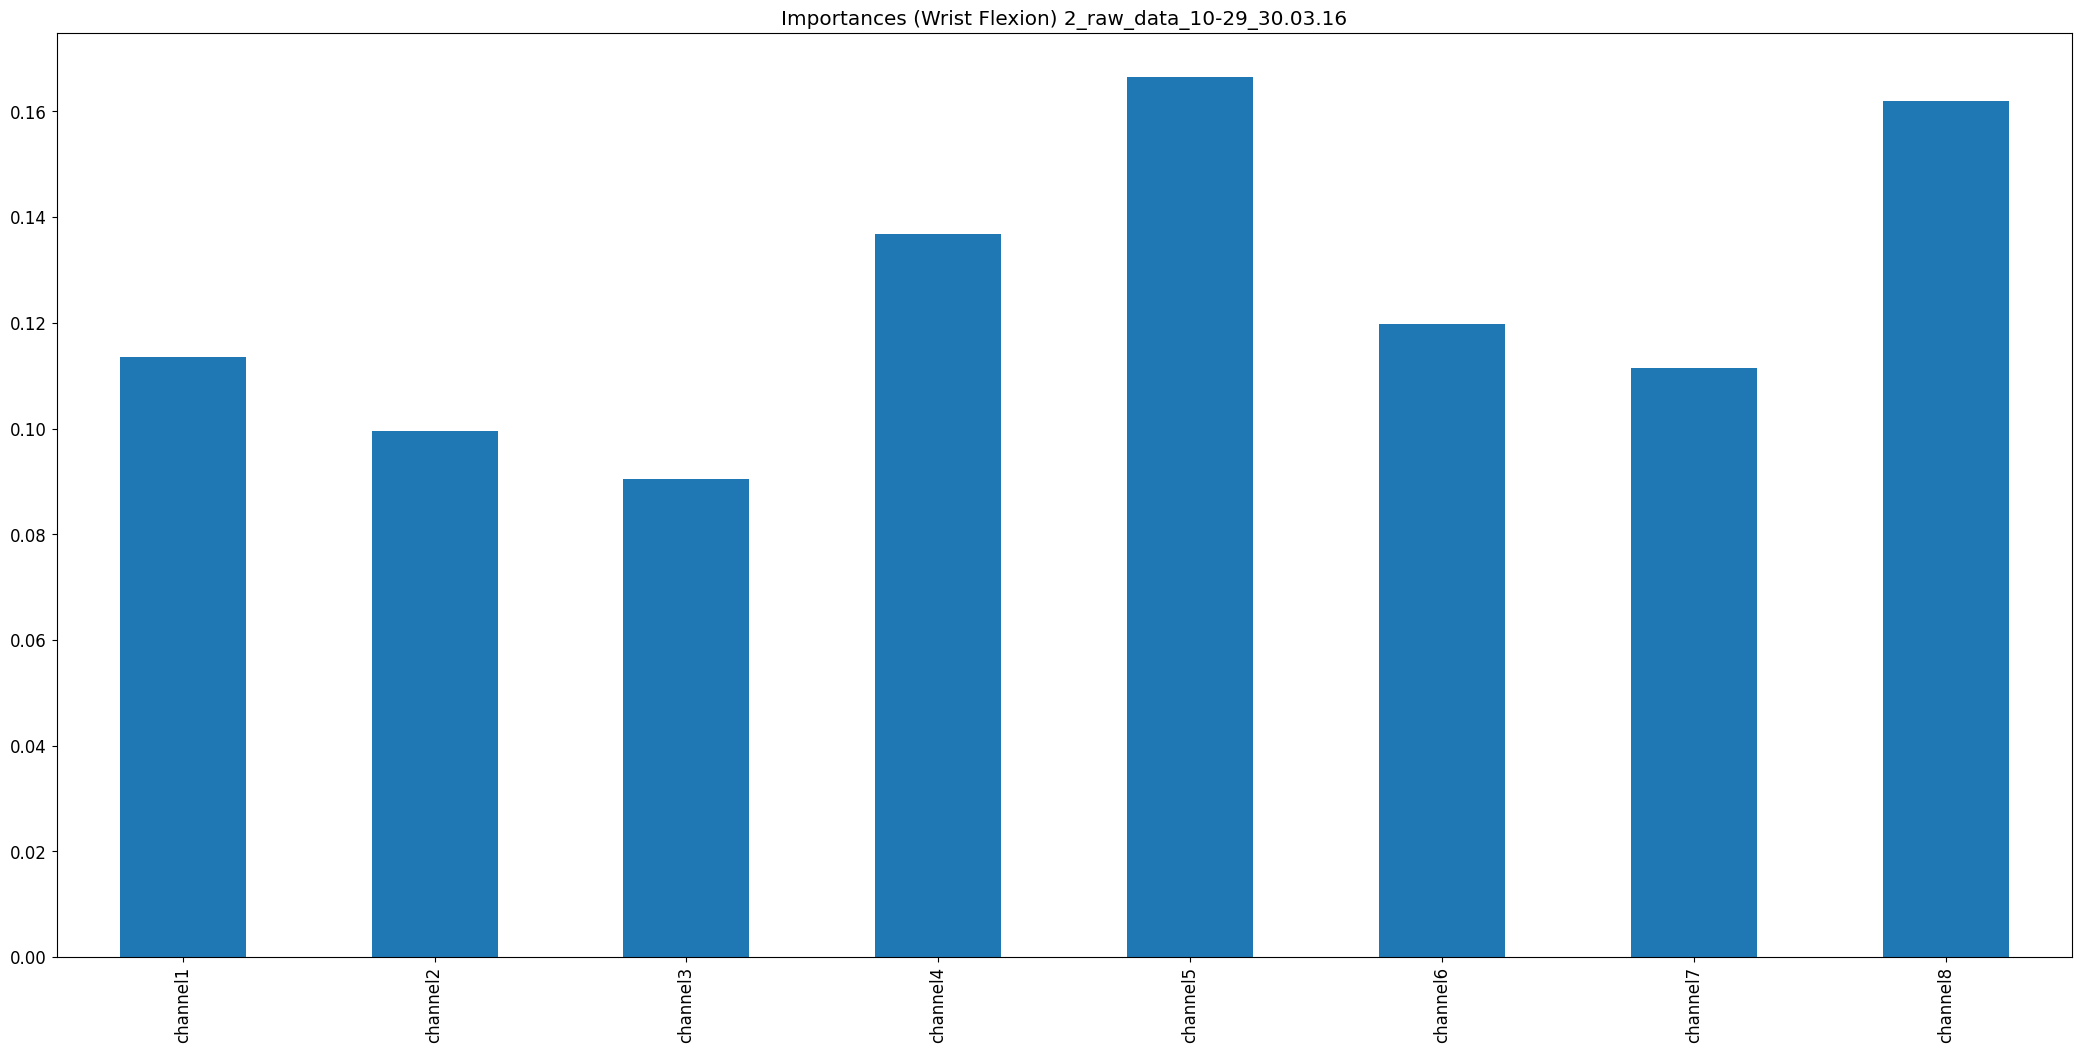 Importances (Wrist Flexion) 2_raw_data_10-29_30.03.16
0.16
0.14
0.12
0.10
0.08
0.06
0.04
0.02
0.00
channel1
channel2
channel3
channel4
channel5
channel6
channel7
channel8